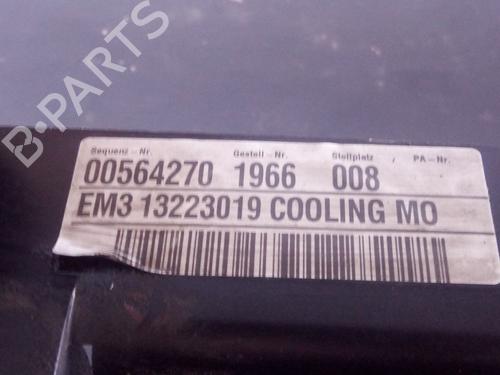 B-PARTS
Sequenz-Nr. Gestell-Nr. Stellplatz / PA-Nr.
00564270 1966 008
EM3 13223019 COOLING MO